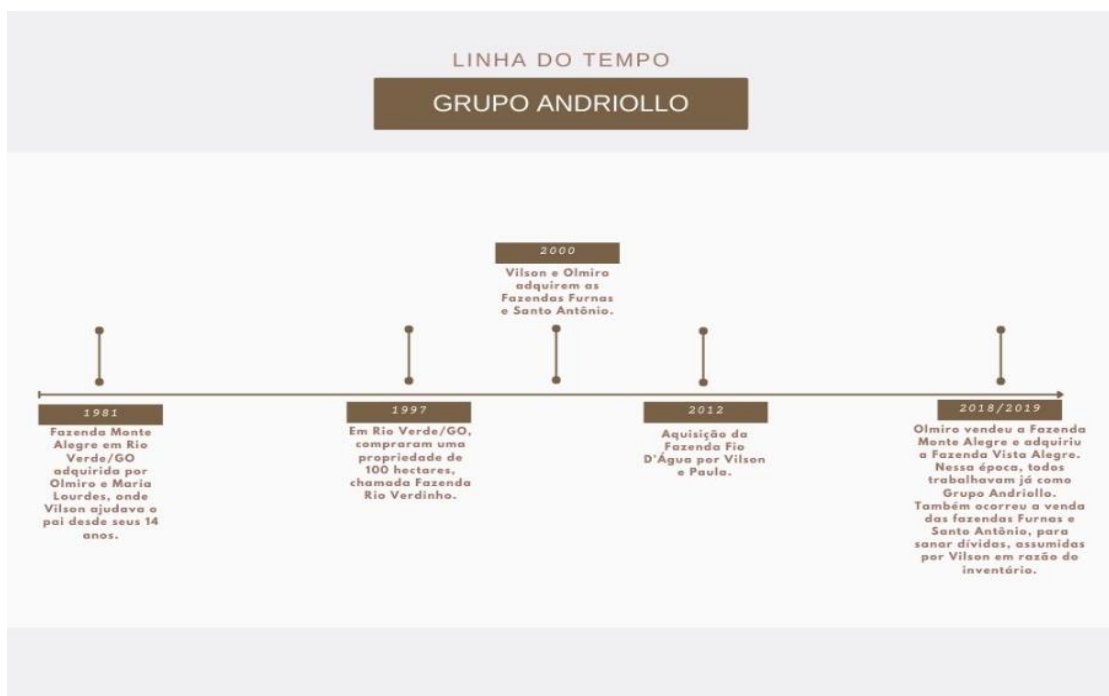 LINHA DO TEMPO
GRUPO ANDRIOLLO
1981
Fazenda Monte
Alegre em Rio
Verde/GO
adquirida por
Olmiro e Maria
Lourdes, onde
Vilson ajudava o
pai desde seus 14
anos.
1997
Em Rio Verde/GO,
compraram uma
propriedade de
100 hectares,
chamada Fazenda
Rio Verdinho.
2000
Vilson e Olmiro
adquirem as
Fazendas Furnas
e Santo Antônio.
2012
Aquisição da
Fazenda Fio
D'Água por Vilson
e Paula.
2018/2019
Olmiro vendeu a Fazenda
Monte Alegre e adquiriu
a Fazenda Vista Alegre.
Nessa época, todos
trabalhavam já como
Grupo Andriollo.
Também ocorreu a venda
das fazendas Furnas e
Santo Antônio, para
sanar dívidas, assumidas
por Vilson em razão do
inventário.